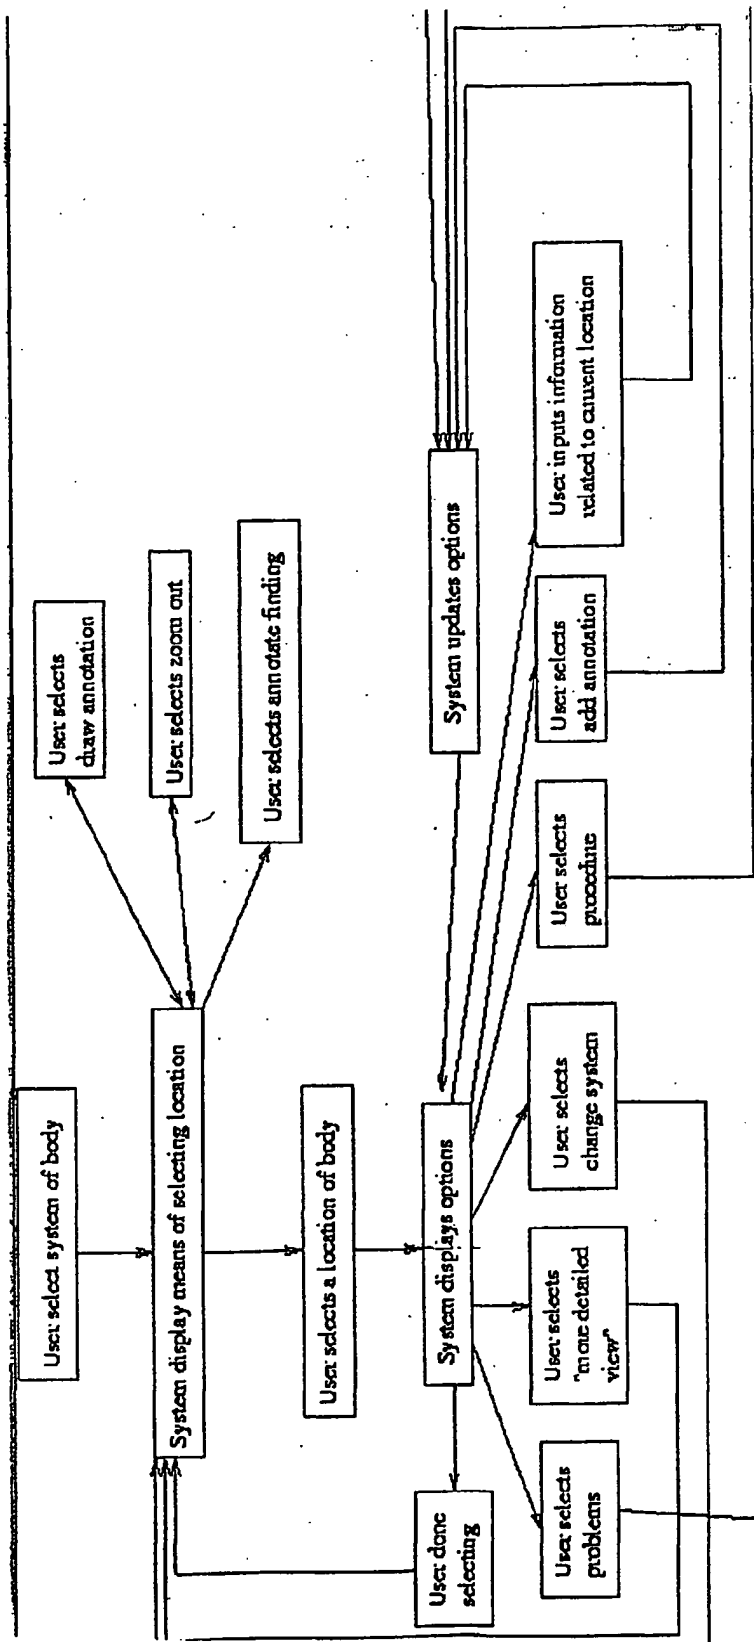 User select system of body
System display means of selecting location
User selects
draw annotation
User selects zoom out
User selects annotate finding
User selects a location of body
System displays options
System updates options
User done
selecting
User selects
problems
User selects
"more detailed
view"
User selects
change system
User selects
procedure
User selects
add annotation
User inputs information
related to current location